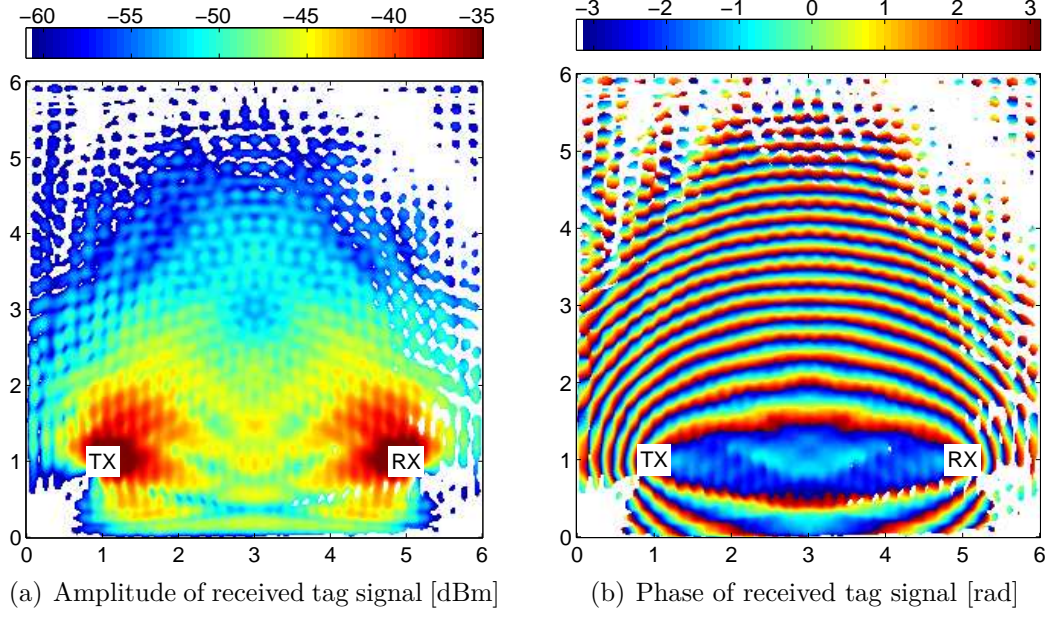 −60 −55 −50 −45 −40 −35
−3 −2 −1 0 1 2 3
6
5
4
3
2
1
0
TX RX
0 1 2 3 4 5 6
6
5
4
3
2
1
0
TX RX
0 1 2 3 4 5 6
(a) Amplitude of received tag signal [dBm]
(b) Phase of received tag signal [rad]